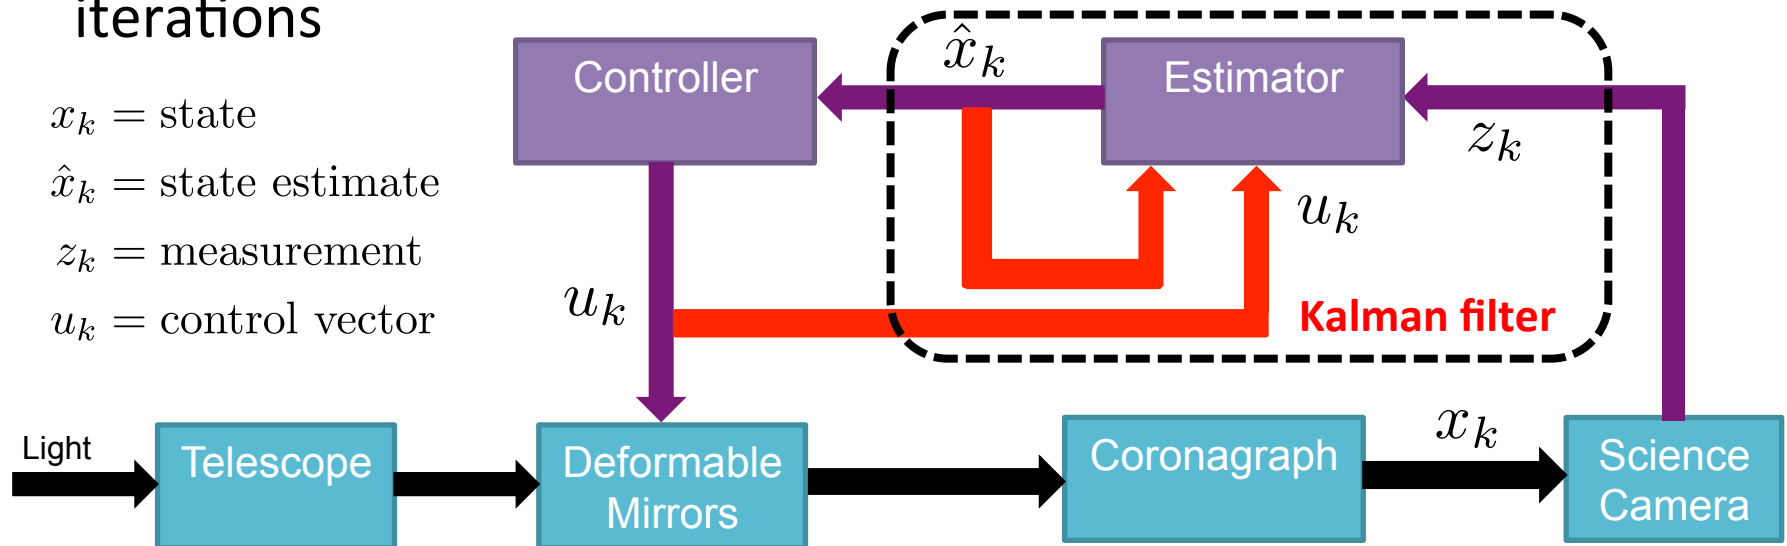 iterations
x_k = state
x̂_k = state estimate
z_k = measurement
u_k = control vector
Controller
x̂_k
Estimator
z_k
u_k
u_k
Kalman filter
Light
Telescope
Deformable
Mirrors
Coronagraph
x_k
Science
Camera